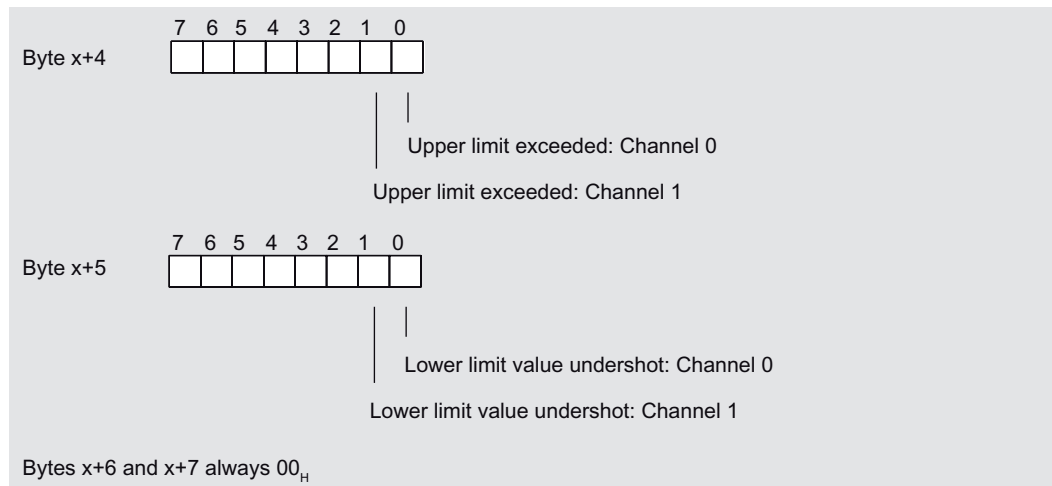 7 6 5 4 3 2 1 0
Byte x+4
Upper limit exceeded: Channel 0
Upper limit exceeded: Channel 1
7 6 5 4 3 2 1 0
Byte x+5
Lower limit value undershot: Channel 0
Lower limit value undershot: Channel 1
Bytes x+6 and x+7 always 00H